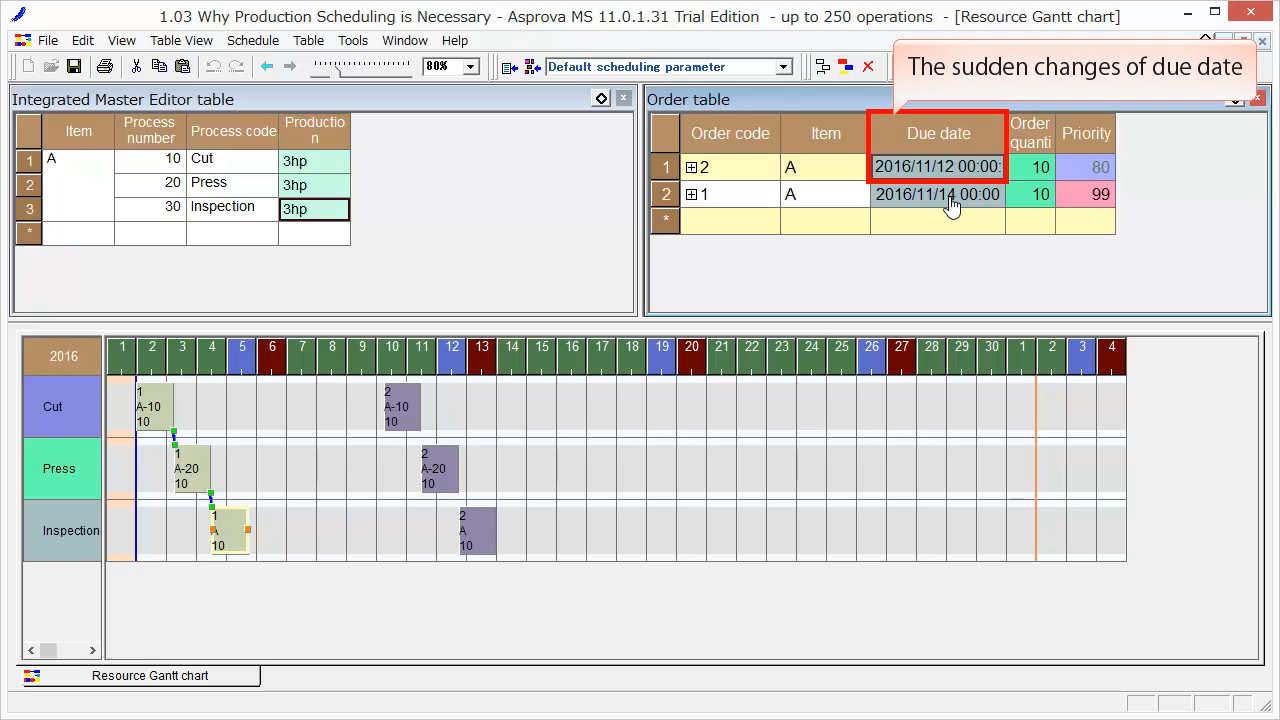 1.03 Why Production Scheduling is Necessary - Asprova MS 11.0.1.31 Trial Edition - up to 250 operations - [Resource Gantt chart]
File Edit View Table View Schedule Table Tools Window Help
80% Default scheduling parameter
The sudden changes of due date
Integrated Master Editor table
Item Process number Process code Productio n
1 A 10 Cut 3hp
2 20 Press 3hp
3 30 Inspection 3hp
*
Order table
Order code Item Due date Order quanti Priority
1 2 A 2016/11/12 00:00: 10 80
2 1 A 2016/11/14 00:00 10 99
*
2016 1 2 3 4 5 6 7 8 9 10 11 12 13 14 15 16 17 18 19 20 21 22 23 24 25 26 27 28 29 30 1 2 3 4
Cut
1
A-10
10
2
A-10
10
Press
1
A-20
10
2
A-20
10
Inspection
1
A
10
2
A
10
Resource Gantt chart